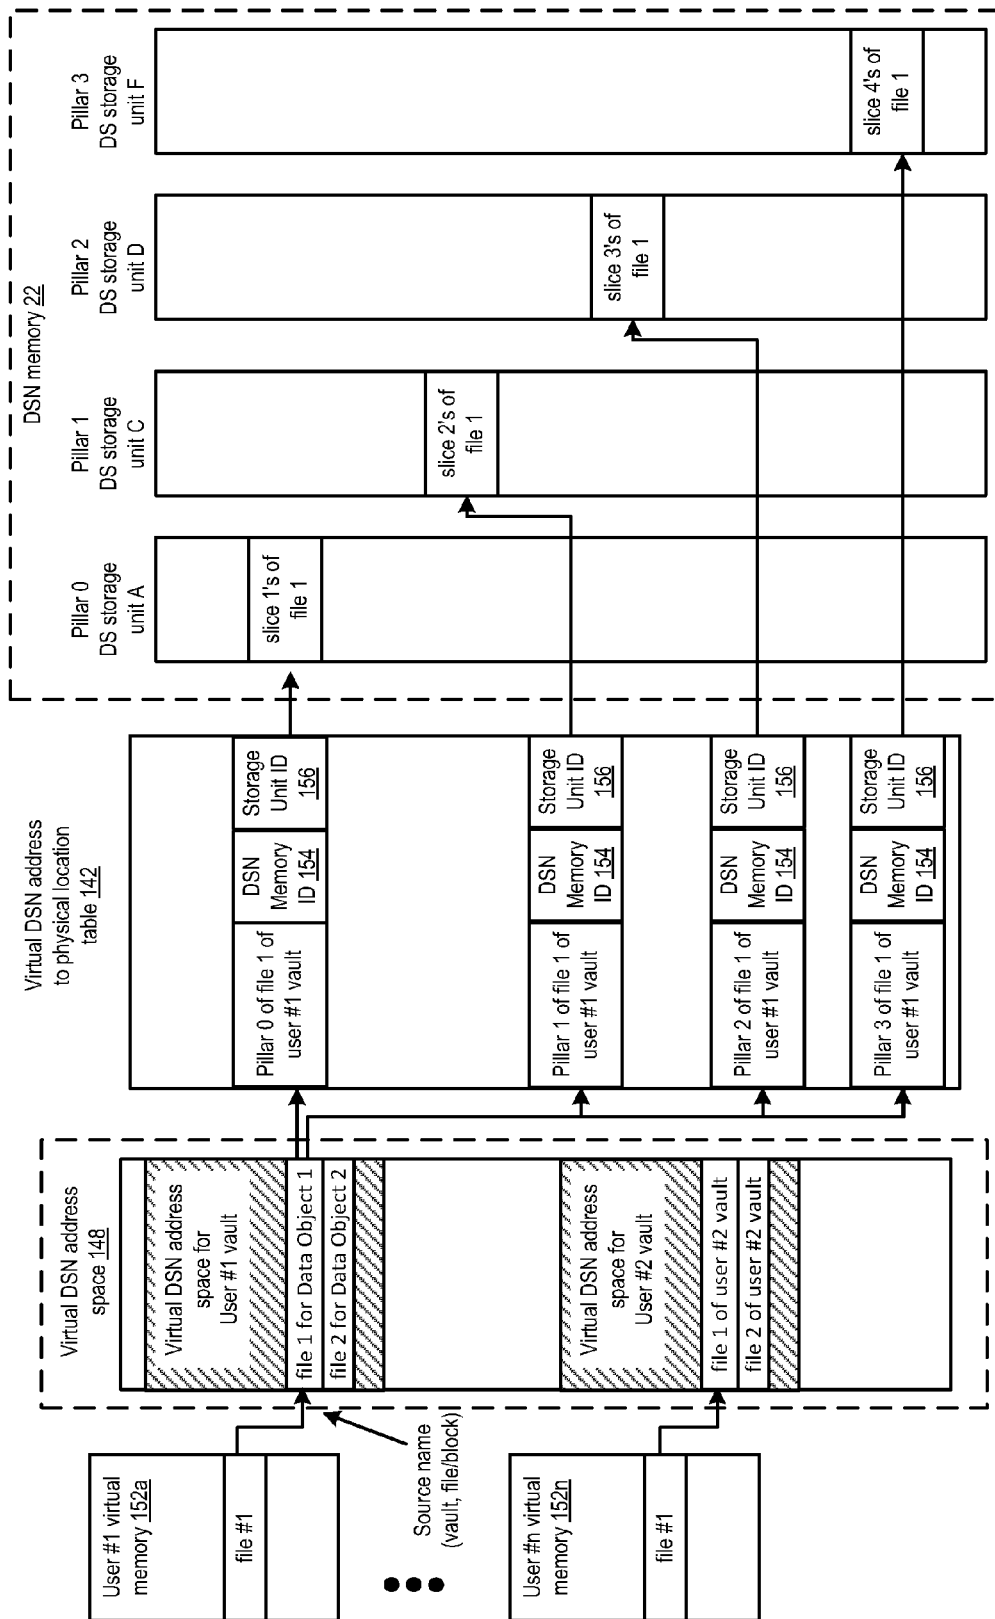 User #1 virtual
memory 152a
file #1
Source name
(vault, file/block)
User #n virtual
memory 152n
file #1
Virtual DSN address
space 148
Virtual DSN address
space for
User #1 vault
file 1 for Data Object 1
file 2 for Data Object 2
Virtual DSN address
space for
User #2 vault
file 1 of user #2 vault
file 2 of user #2 vault
Virtual DSN address
to physical location
table 142
Pillar 0 of file 1 of
user #1 vault
DSN
Memory
ID 154
Storage
Unit ID
156
Pillar 1 of file 1 of
user #1 vault
DSN
Memory
ID 154
Storage
Unit ID
156
Pillar 2 of file 1 of
user #1 vault
DSN
Memory
ID 154
Storage
Unit ID
156
Pillar 3 of file 1 of
user #1 vault
DSN
Memory
ID 154
Storage
Unit ID
156
DSN memory 22
Pillar 0
DS storage
unit A
slice 1's of
file 1
Pillar 1
DS storage
unit C
slice 2's of
file 1
Pillar 2
DS storage
unit D
slice 3's of
file 1
Pillar 3
DS storage
unit F
slice 4's of
file 1